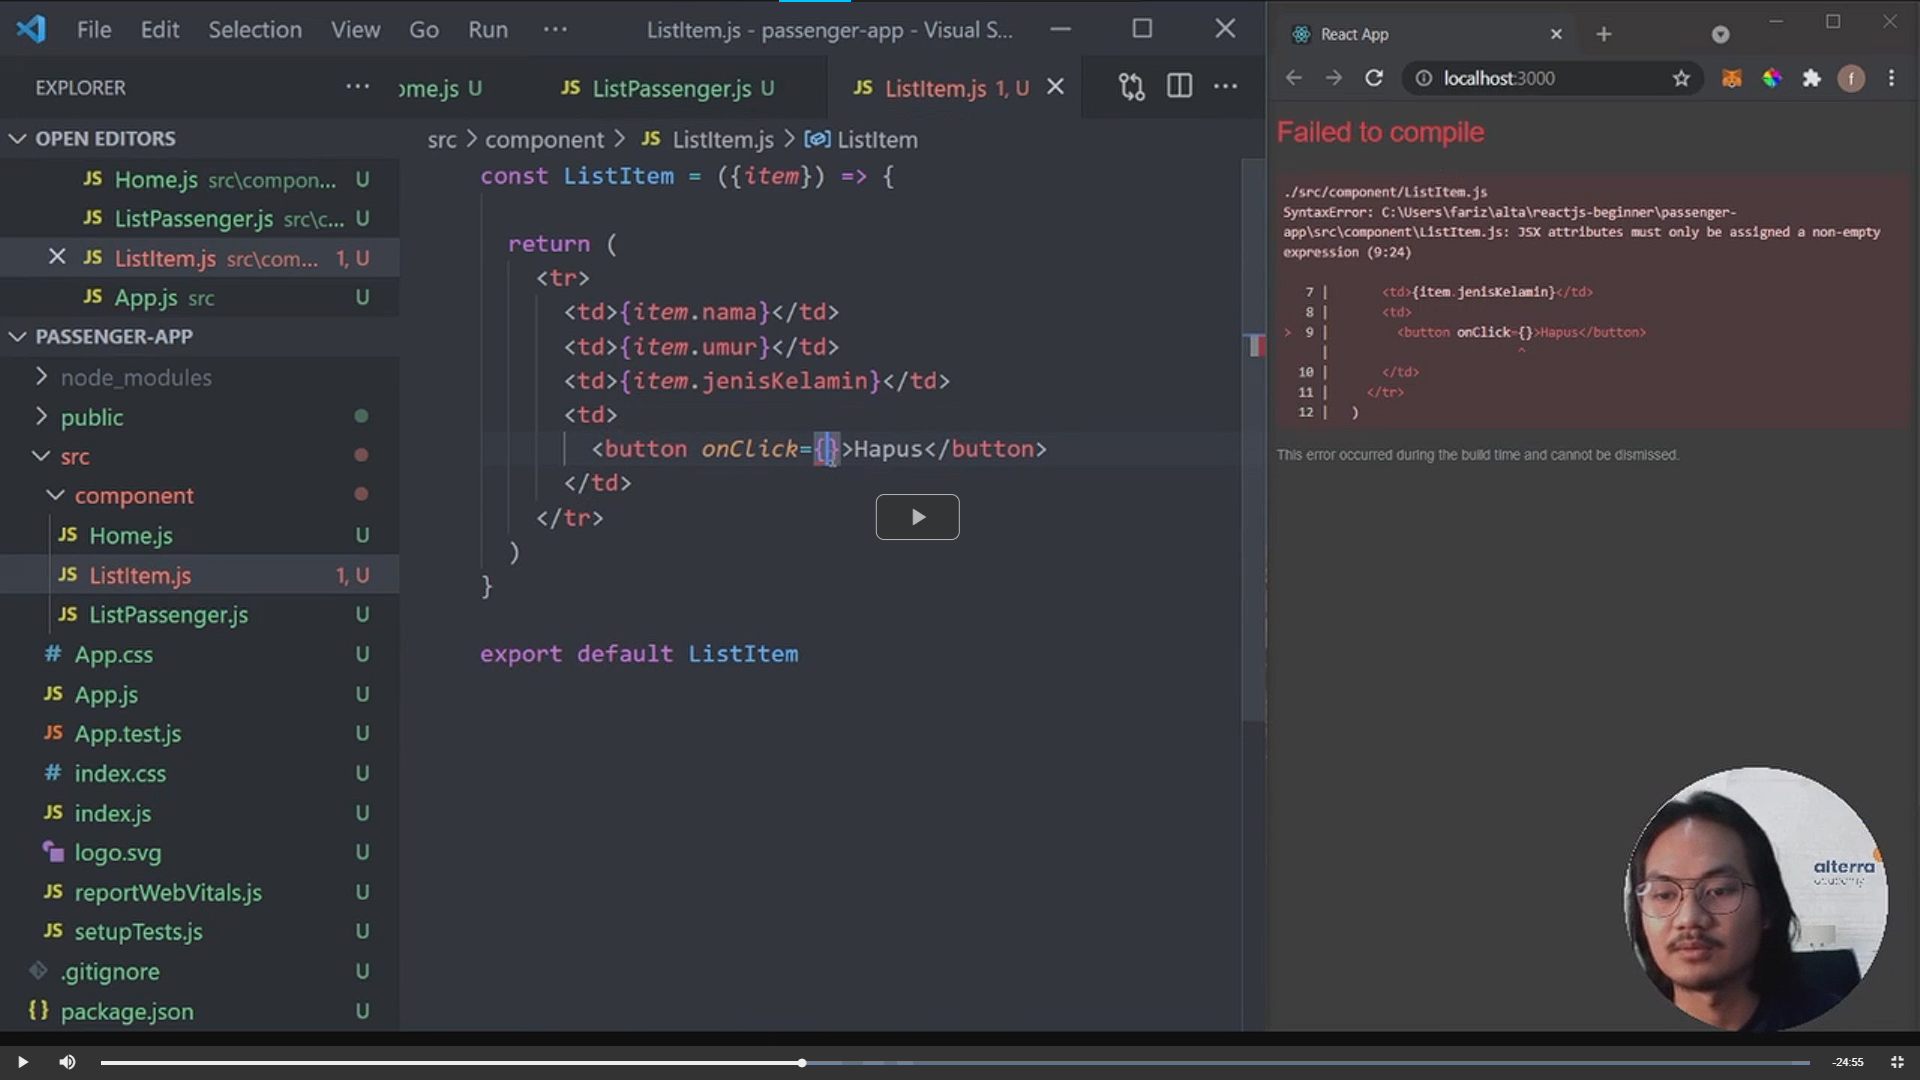 File Edit Selection View Go Run ··· ListItem.js - passenger-app - Visual S...
EXPLORER ···
ome.js U JS ListPassenger.js U JS ListItem.js 1, U
OPEN EDITORS
JS Home.js src\compon... U
JS ListPassenger.js src\c... U
JS ListItem.js src\com... 1, U
JS App.js src U
PASSENGER-APP
node_modules
public
src
component
JS Home.js U
JS ListItem.js 1, U
JS ListPassenger.js U
# App.css U
JS App.js U
JS App.test.js U
# index.css U
JS index.js U
logo.svg U
JS reportWebVitals.js U
JS setupTests.js U
.gitignore U
{} package.json U
src > component > JS ListItem.js > ListItem
const ListItem = ({item}) => {
return (
<tr>
<td>{item.nama}</td>
<td>{item.umur}</td>
<td>{item.jenisKelamin}</td>
<td>
<button onClick={}>Hapus</button>
</td>
</tr>
)
}
export default ListItem
React App
localhost:3000
f
Failed to compile
./src/component/ListItem.js
SyntaxError: C:\Users\fariz\alta\reactjs-beginner\passenger-
app\src\component\ListItem.js: JSX attributes must only be assigned a non-empty
expression (9:24)
7 | <td>{item.jenisKelamin}</td>
8 | <td>
> 9 | <button onClick={}>Hapus</button>
| ^
10 | </td>
11 | </tr>
12 | )
This error occurred during the build time and cannot be dismissed.
alterra
academy
-24:55